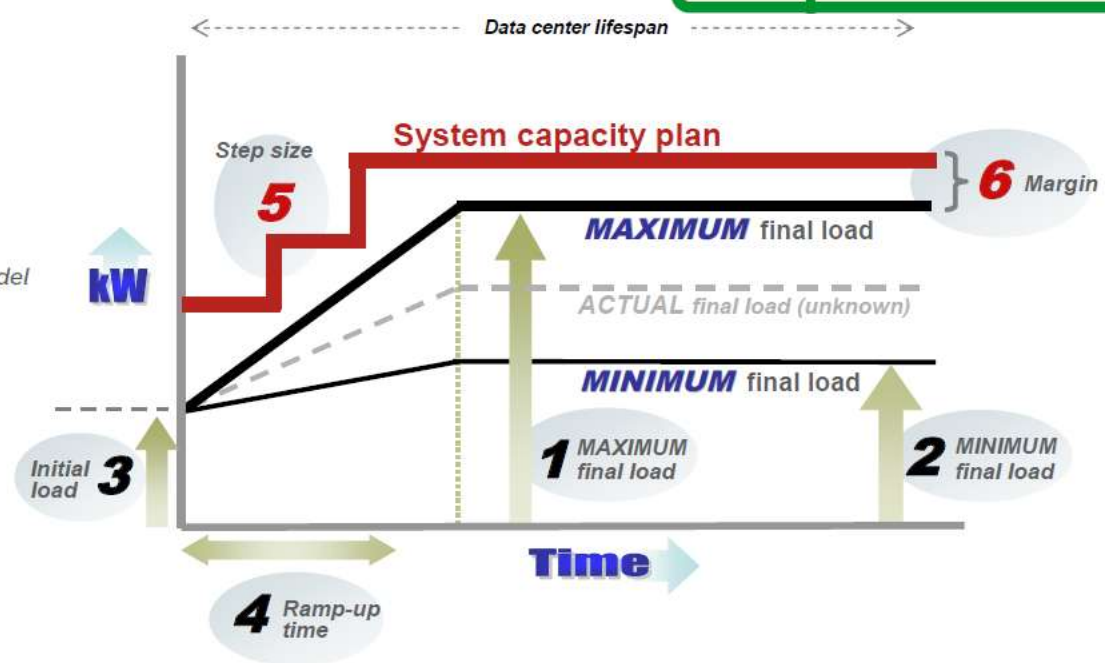 Data center lifespan
System capacity plan
Step size
5
6 Margin
MAXIMUM final load
del
kW
ACTUAL final load (unknown)
MINIMUM final load
1 MAXIMUM
final load
2 MINIMUM
final load
Initial
load 3
Time
4 Ramp-up
time